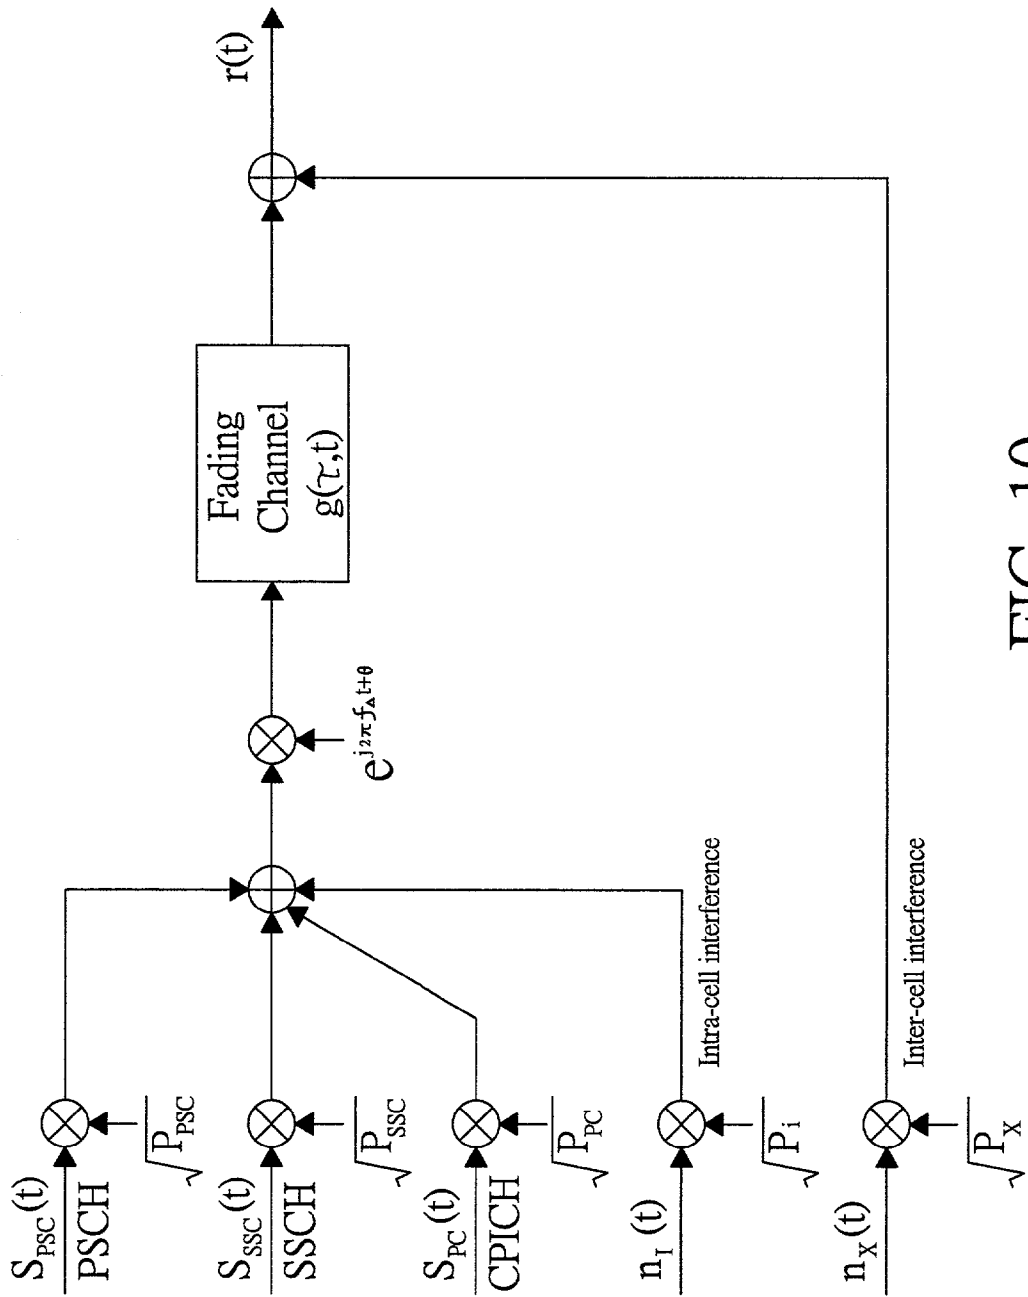 S_PSC(t)
PSCH
√P_PSC
S_SSC(t)
SSCH
√P_SSC
S_PC(t)
CPICH
√P_PC
n_I(t)
√P_i
Intra-cell interference
n_X(t)
√P_X
Inter-cell interference
e^{j2πf_Δt+θ}
Fading
Channel
g(τ,t)
r(t)
FIG. 10